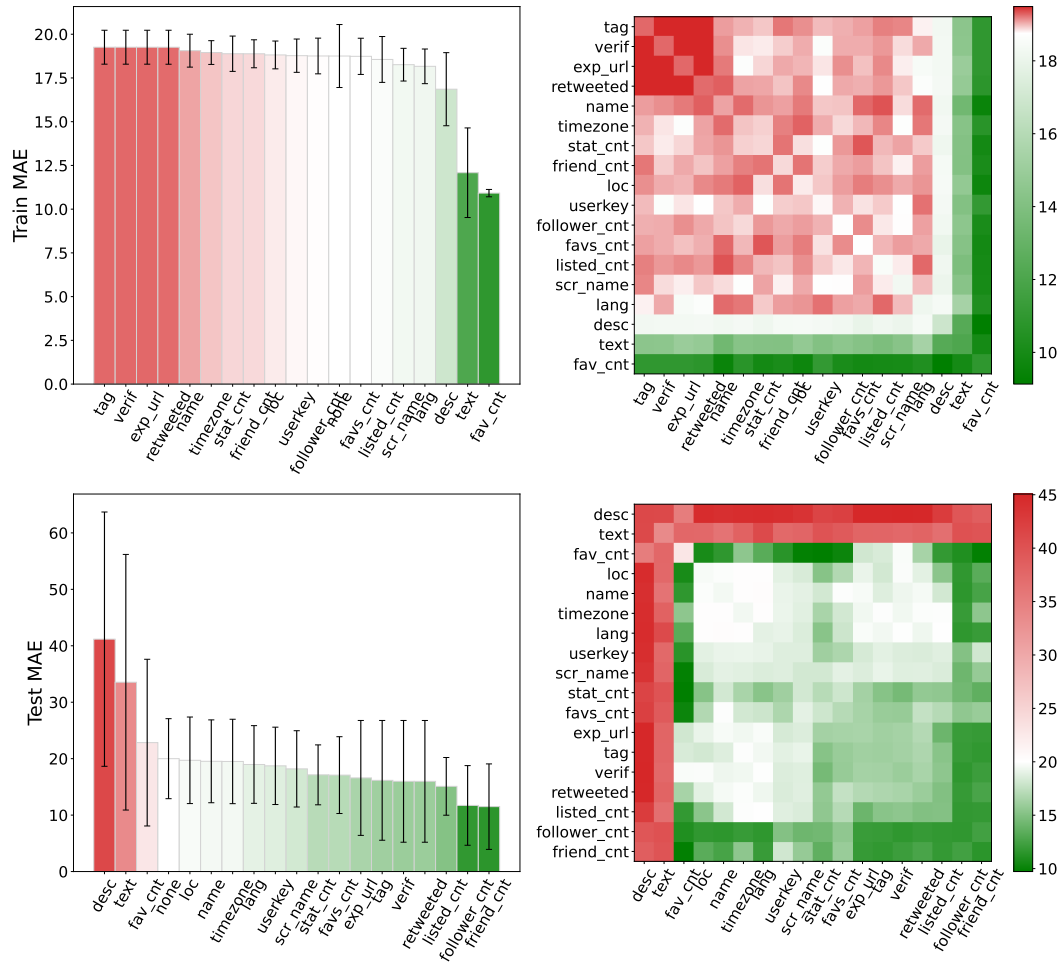 Train MAE
20.0
17.5
15.0
12.5
10.0
7.5
5.0
2.5
0.0
tag
verif
exp_url
retweeted
name
timezone
stat_cnt
friend_cnt
loc
userkey
follower_cnt
none
favs_cnt
listed_cnt
scr_name
lang
desc
text
fav_cnt
tag
verif
exp_url
retweeted
name
timezone
stat_cnt
friend_cnt
loc
userkey
follower_cnt
favs_cnt
listed_cnt
scr_name
lang
desc
text
fav_cnt
tag
verif
exp_url
retweeted
name
timezone
stat_cnt
friend_cnt
loc
userkey
follower_cnt
favs_cnt
listed_cnt
scr_name
lang
desc
text
fav_cnt
18
16
14
12
10
Test MAE
60
50
40
30
20
10
0
desc
text
fav_cnt
none
loc
name
timezone
lang
userkey
scr_name
stat_cnt
favs_cnt
exp_url
tag
verif
retweeted
listed_cnt
follower_cnt
friend_cnt
desc
text
fav_cnt
loc
name
timezone
lang
userkey
scr_name
stat_cnt
favs_cnt
exp_url
tag
verif
retweeted
listed_cnt
follower_cnt
friend_cnt
desc
text
fav_cnt
loc
name
timezone
lang
userkey
scr_name
stat_cnt
favs_cnt
exp_url
tag
verif
retweeted
listed_cnt
follower_cnt
friend_cnt
45
40
35
30
25
20
15
10